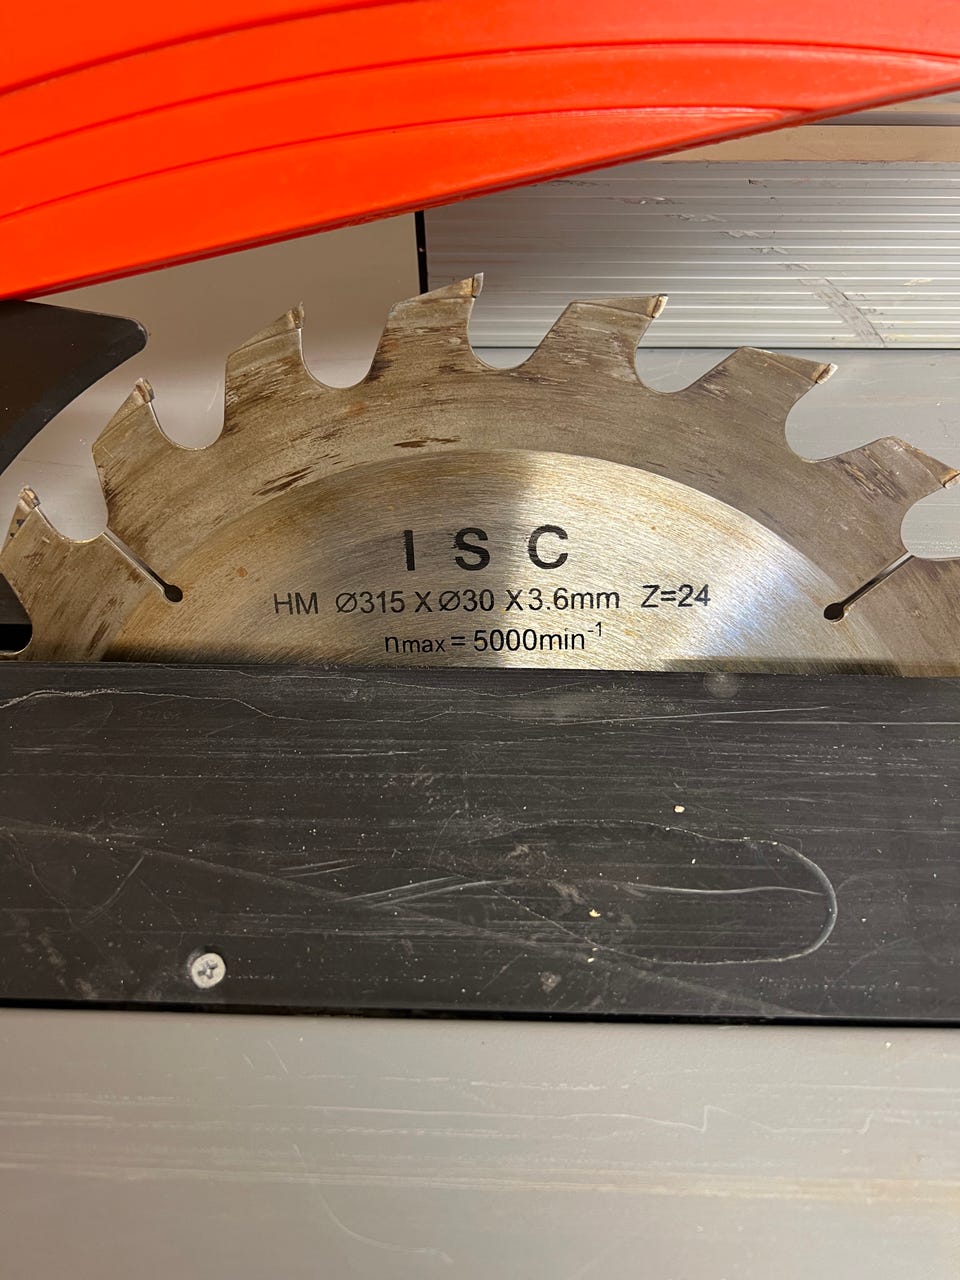 I S C
HM Ø315 X Ø30 X 3.6mm Z=24
nmax = 5000min⁻¹